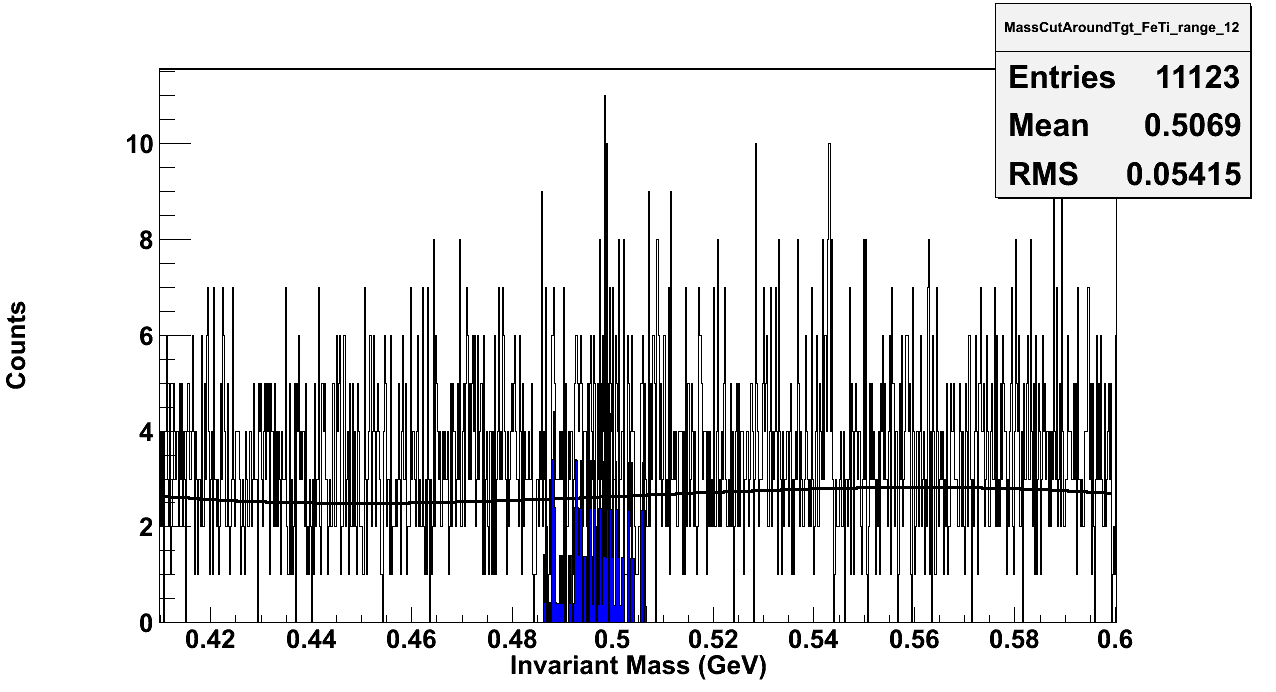 MassCutAroundTgt_FeTi_range_12
Entries 11123
Mean 0.5069
RMS 0.05415
Counts
10
8
6
4
2
0
0.42 0.44 0.46 0.48 0.5 0.52 0.54 0.56 0.58 0.6
Invariant Mass (GeV)